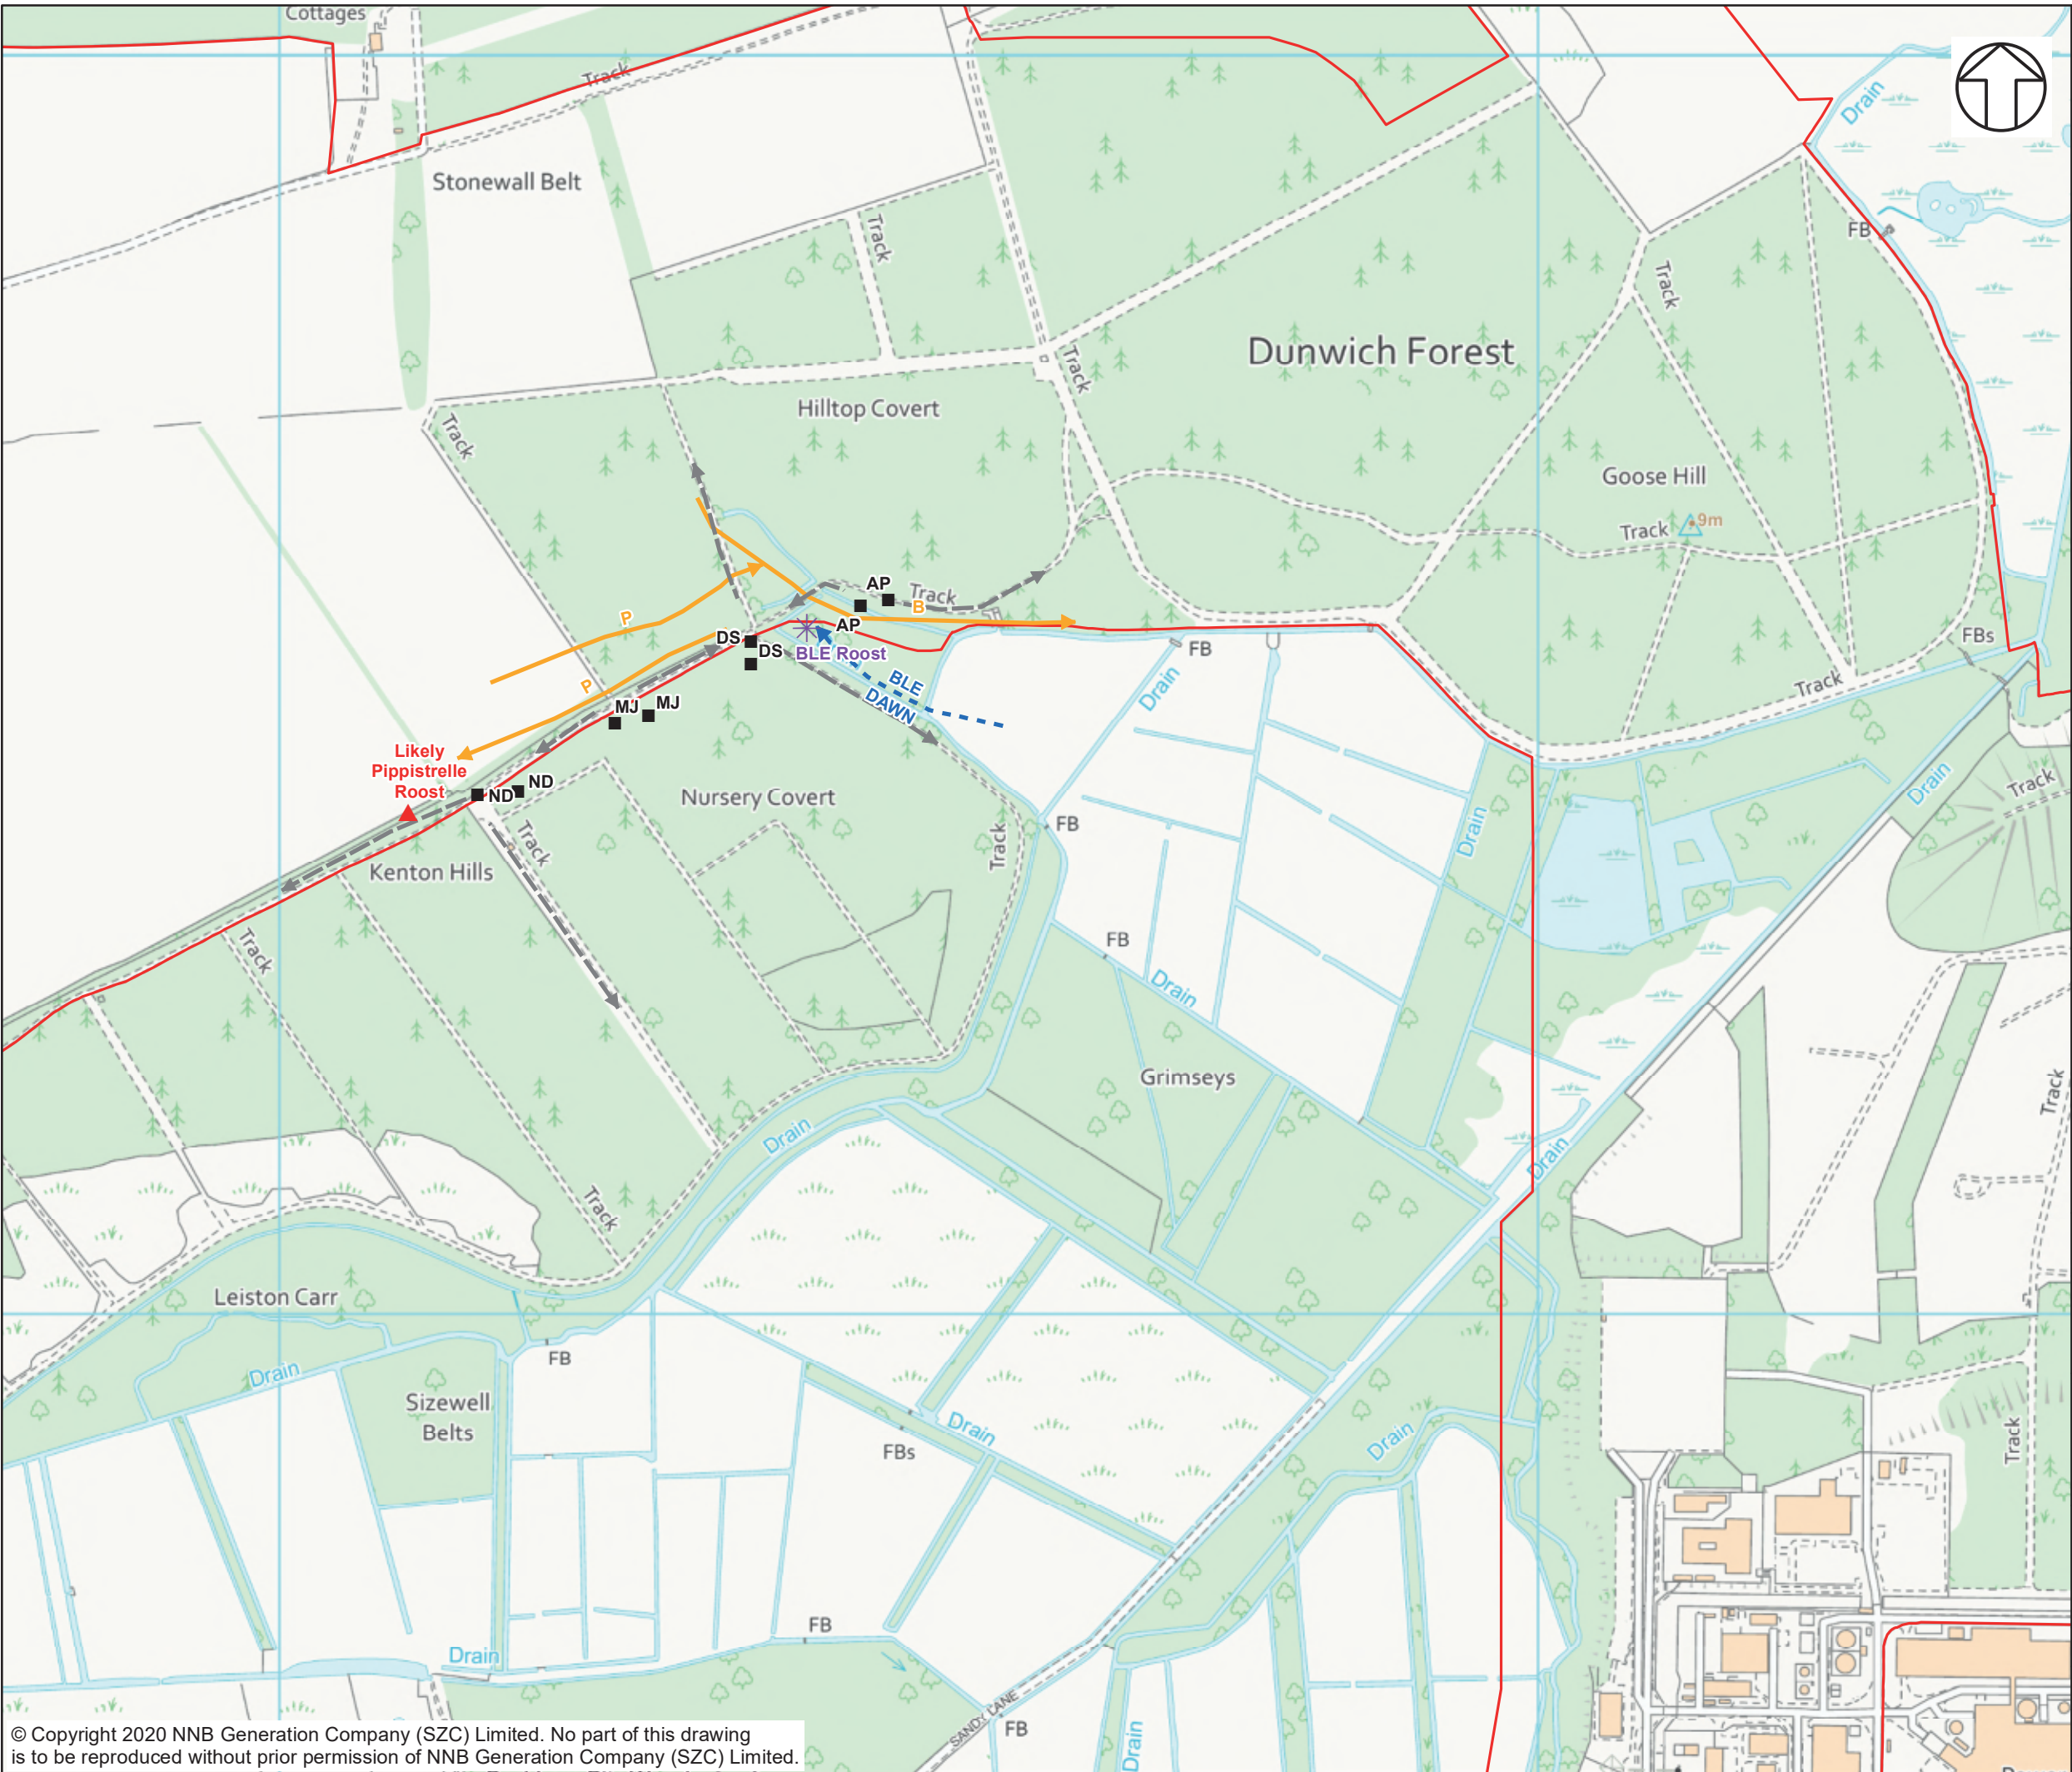 Cottages
Track
Stonewall Belt
Drain
FB
Track
Track
Dunwich Forest
Track
Hilltop Covert
Track
Goose Hill
Track
9m
AP
Track
B
P
AP
DS
DS
BLE Roost
FB
FBs
BLE
DAWN
Drain
Track
P
MJ
MJ
Likely
Pippistrelle
Roost
ND
ND
Nursery Covert
Drain
Track
FB
Drain
Track
Track
Kenton Hills
Track
FB
Drain
Grimseys
Track
Drain
Drain
Track
Leiston Carr
FB
Drain
Sizewell
Belts
Drain
FBs
Drain
Track
FB
Drain
SANDY LANE
FB
Drain
© Copyright 2020 NNB Generation Company (SZC) Limited. No part of this drawing
is to be reproduced without prior permission of NNB Generation Company (SZC) Limited.